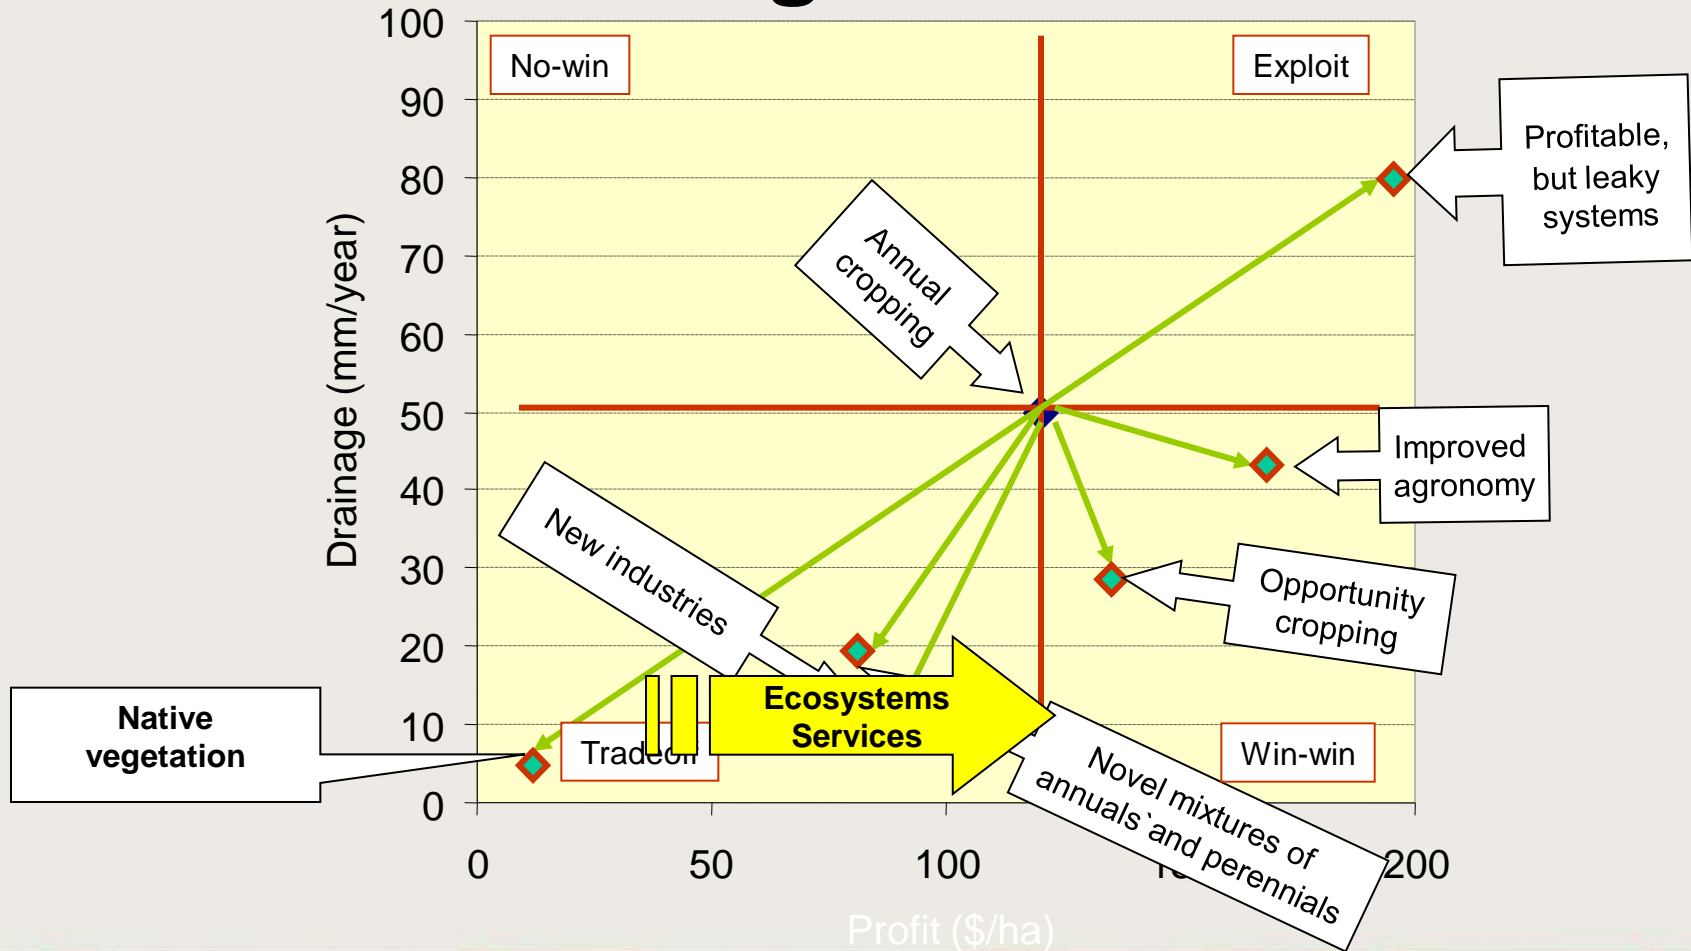 100
No-win
Exploit
90
Profitable,
but leaky
systems
80
Annual
cropping
70
60
Drainage (mm/year)
50
Improved
agronomy
40
New industries
30
Opportunity
cropping
20
Ecosystems
Services
Native
vegetation
10
Tradeoff
Win-win
Novel mixtures of
annuals`and perennials
0
0
50
100
200
Profit ($/ha)